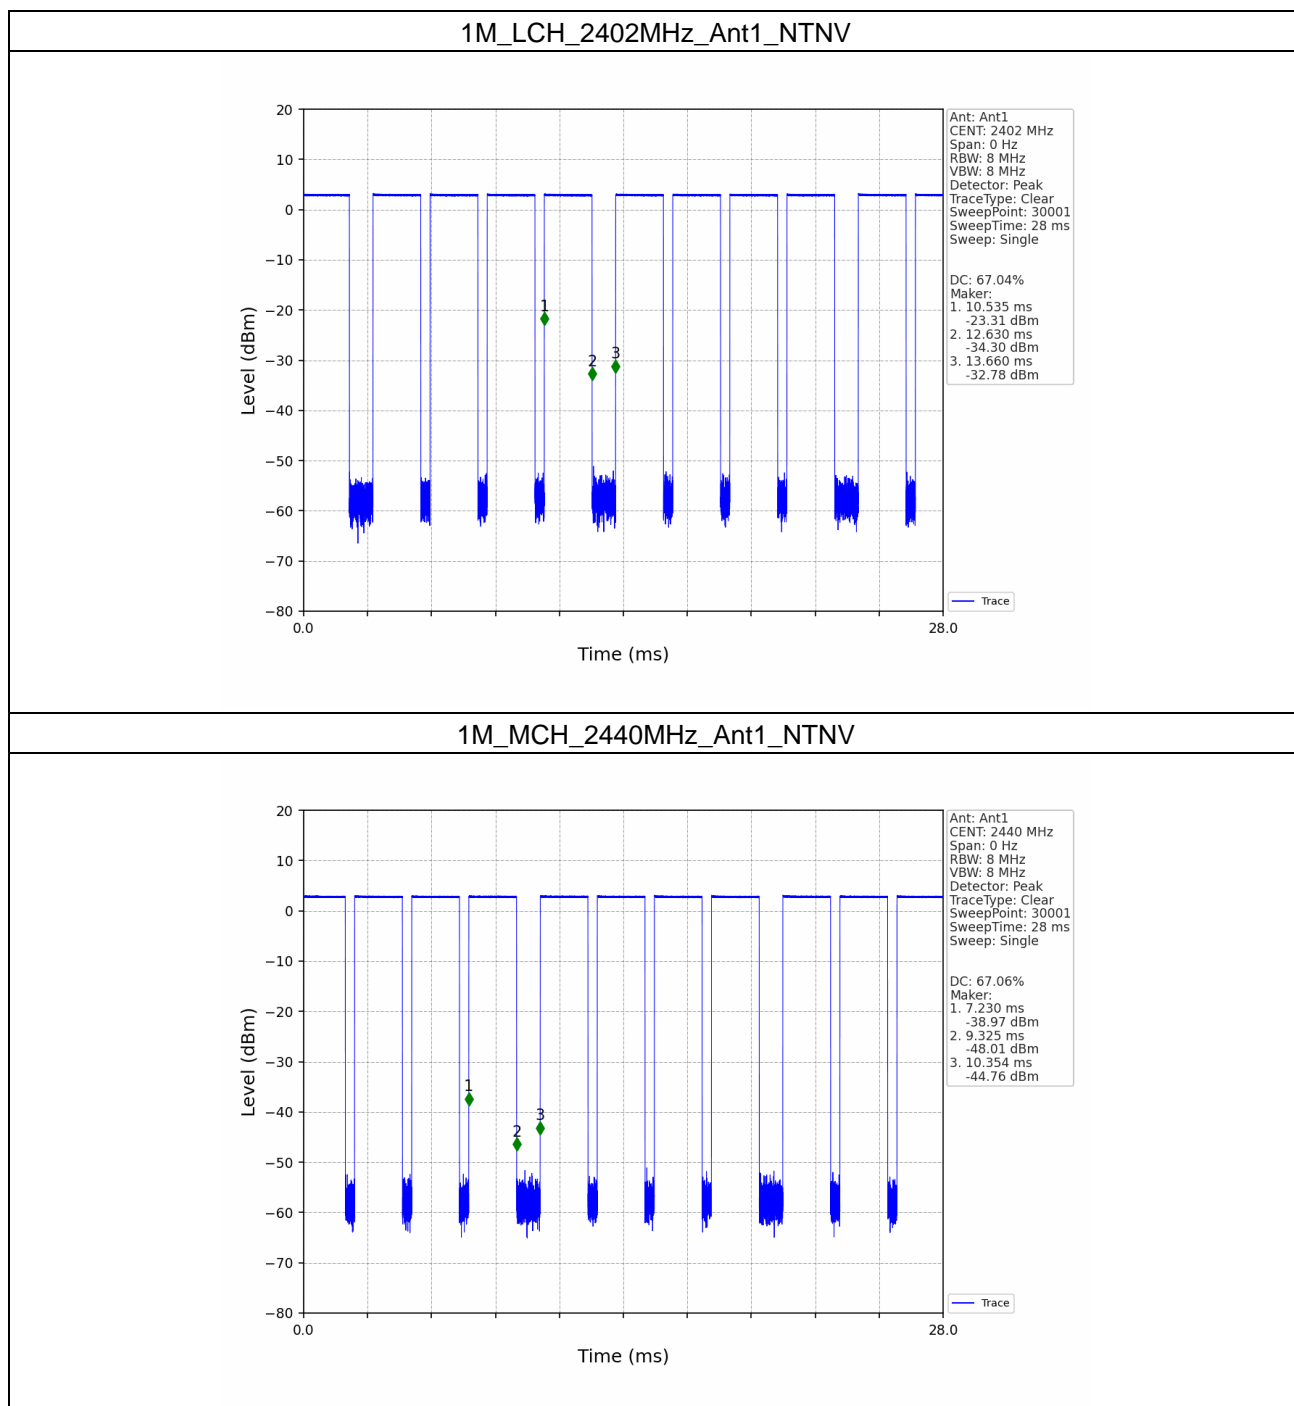 1M_LCH_2402MHz_Ant1_NTNV
20
10
0
−10
−20
−30
−40
−50
−60
−70
−80
Level (dBm)
1
2
3
0.0
28.0
Time (ms)
Ant: Ant1
CENT: 2402 MHz
Span: 0 Hz
RBW: 8 MHz
VBW: 8 MHz
Detector: Peak
TraceType: Clear
SweepPoint: 30001
SweepTime: 28 ms
Sweep: Single
DC: 67.04%
Maker:
1. 10.535 ms
-23.31 dBm
2. 12.630 ms
-34.30 dBm
3. 13.660 ms
-32.78 dBm
Trace
1M_MCH_2440MHz_Ant1_NTNV
20
10
0
−10
−20
−30
−40
−50
−60
−70
−80
Level (dBm)
1
2
3
0.0
28.0
Time (ms)
Ant: Ant1
CENT: 2440 MHz
Span: 0 Hz
RBW: 8 MHz
VBW: 8 MHz
Detector: Peak
TraceType: Clear
SweepPoint: 30001
SweepTime: 28 ms
Sweep: Single
DC: 67.06%
Maker:
1. 7.230 ms
-38.97 dBm
2. 9.325 ms
-48.01 dBm
3. 10.354 ms
-44.76 dBm
Trace